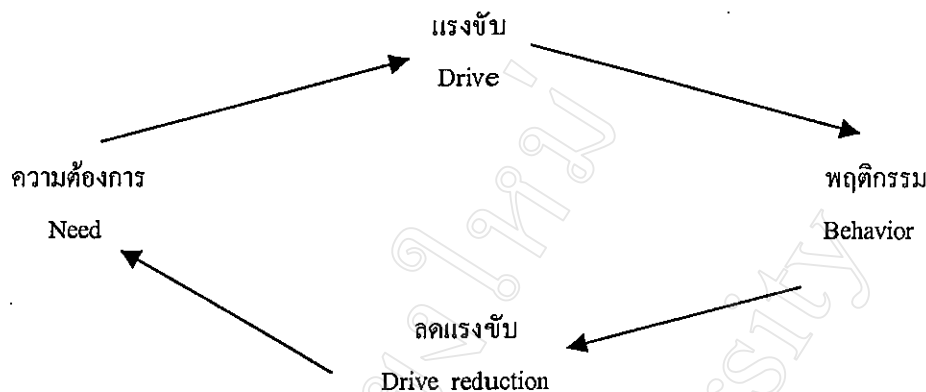 แรงขับ
Drive
ความต้องการ
Need
พฤติกรรม
Behavior
ลดแรงขับ
Drive reduction